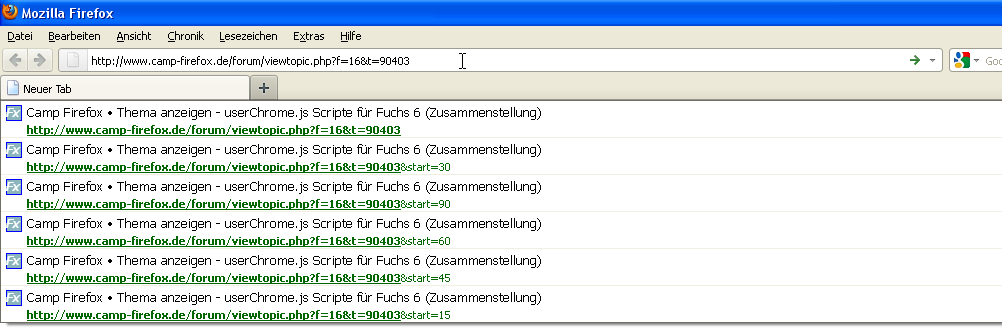 Mozilla Firefox
Datei Bearbeiten Ansicht Chronik Lesezeichen Extras Hilfe
http://www.camp-firefox.de/forum/viewtopic.php?f=16&t=90403 Goo
Neuer Tab
Camp Firefox • Thema anzeigen - userChrome.js Scripte für Fuchs 6 (Zusammenstellung)
http://www.camp-firefox.de/forum/viewtopic.php?f=16&t=90403
Camp Firefox • Thema anzeigen - userChrome.js Scripte für Fuchs 6 (Zusammenstellung)
http://www.camp-firefox.de/forum/viewtopic.php?f=16&t=90403&start=30
Camp Firefox • Thema anzeigen - userChrome.js Scripte für Fuchs 6 (Zusammenstellung)
http://www.camp-firefox.de/forum/viewtopic.php?f=16&t=90403&start=90
Camp Firefox • Thema anzeigen - userChrome.js Scripte für Fuchs 6 (Zusammenstellung)
http://www.camp-firefox.de/forum/viewtopic.php?f=16&t=90403&start=60
Camp Firefox • Thema anzeigen - userChrome.js Scripte für Fuchs 6 (Zusammenstellung)
http://www.camp-firefox.de/forum/viewtopic.php?f=16&t=90403&start=45
Camp Firefox • Thema anzeigen - userChrome.js Scripte für Fuchs 6 (Zusammenstellung)
http://www.camp-firefox.de/forum/viewtopic.php?f=16&t=90403&start=15